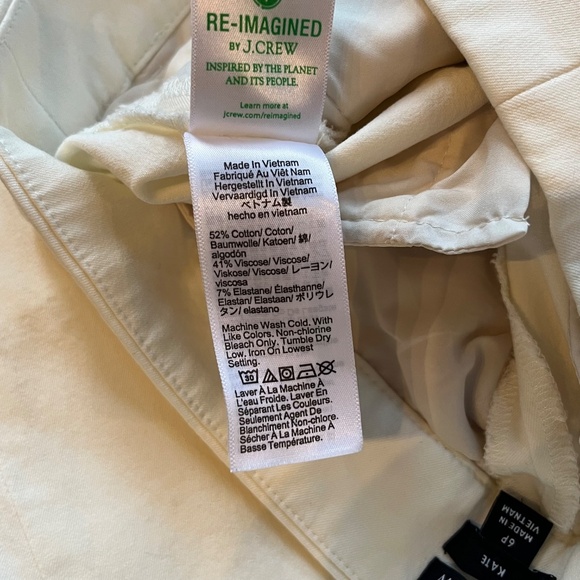 RE-IMAGINED
BY J.CREW
INSPIRED BY THE PLANET
AND ITS PEOPLE.
Learn more at
jcrew.com/reimagined
Made In Vietnam
Fabriqué Au Viêt Nam
Hergestellt In Vietnam
Vervaardigd In Vietnam
ベトナム製
hecho en vietnam
52% Cotton/ Coton/
Baumwolle/ Katoen/ 綿/
algodón
41% Viscose/ Viscose/
Viskose/ Viscose/ レーヨン/
viscosa
7% Elastane/ Élasthanne/
Elastan/ Elastaan/ ポリウレ
タン/ elastano
Machine Wash Cold. With
Like Colors. Non-chlorine
Bleach Only. Tumble Dry
Low. Iron On Lowest
Setting.
30
Laver À La Machine À
L'eau Froide. Laver En
Séparant Les Couleurs.
Seulement Agent De
Blanchiment Non-chlorine.
Sécher À La Machine À
Basse Température.
KATE
6P
MADE IN
VIETNAM